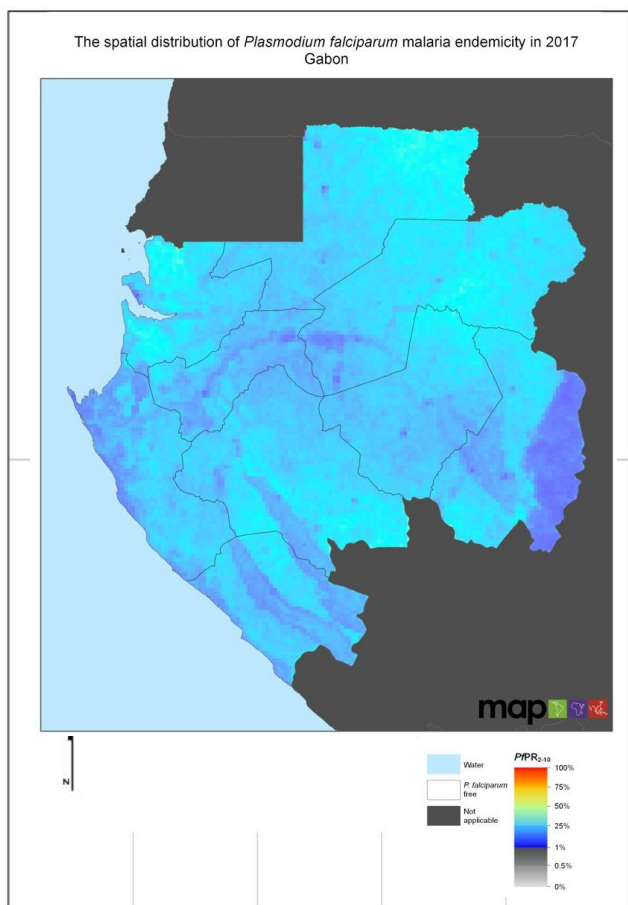 The spatial distribution of Plasmodium falciparum malaria endemicity in 2017
Gabon
map
N
Water
P. falciparum
free
Not
applicable
PfPR2-10
100%
75%
50%
25%
1%
0.5%
0%